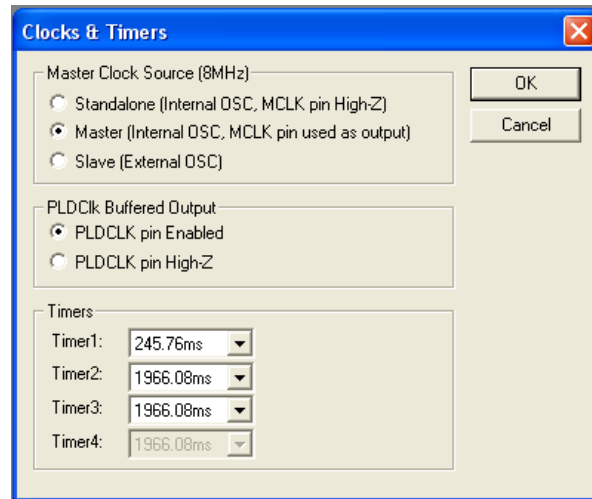 Clocks & Timers
Master Clock Source (8MHz)
Standalone (Internal OSC, MCLK pin High-Z)
Master (Internal OSC, MCLK pin used as output)
Slave (External OSC)
OK
Cancel
PLDClk Buffered Output
PLDCLK pin Enabled
PLDCLK pin High-Z
Timers
Timer1: 245.76ms
Timer2: 1966.08ms
Timer3: 1966.08ms
Timer4: 1966.08ms